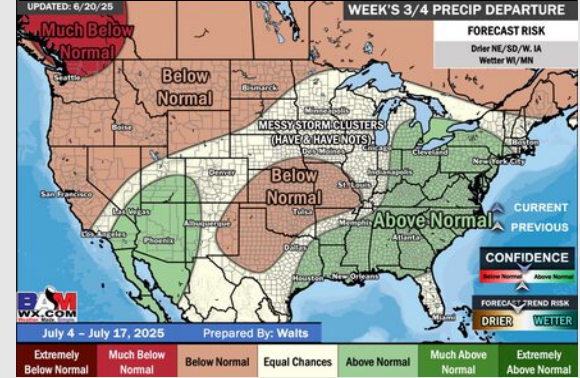 UPDATED: 6/20/25
WEEK'S 3/4 PRECIP DEPARTURE
FORECAST RISK
Drier NE/SD/W. IA
Wetter WI/MN
Much Below
Normal
Seattle
Below
Normal
Bismarck
Boise
Minneapolis
MESSY STORM CLUSTERS
(HAVE & HAVE NOTS)
Des Moines
Chicago
Cleveland
Boston
New York City
Denver
Indianapolis
San Francisco
Below
Normal
St. Louis
Las Vegas
Tulsa
Los Angeles
Albuquerque
Memphis
Above Normal
Phoenix
Atlanta
Dallas
Houston
New Orleans
Miami
CURRENT
PREVIOUS
CONFIDENCE
Below Normal
Above Normal
FORECAST TREND RISK
DRIER
WETTER
BAM
WX.COM
Weather Made Simple
July 4 – July 17, 2025
Prepared By: Walts
Extremely
Below Normal
Much Below
Normal
Below Normal
Equal Chances
Above Normal
Much Above
Normal
Extremely
Above Normal